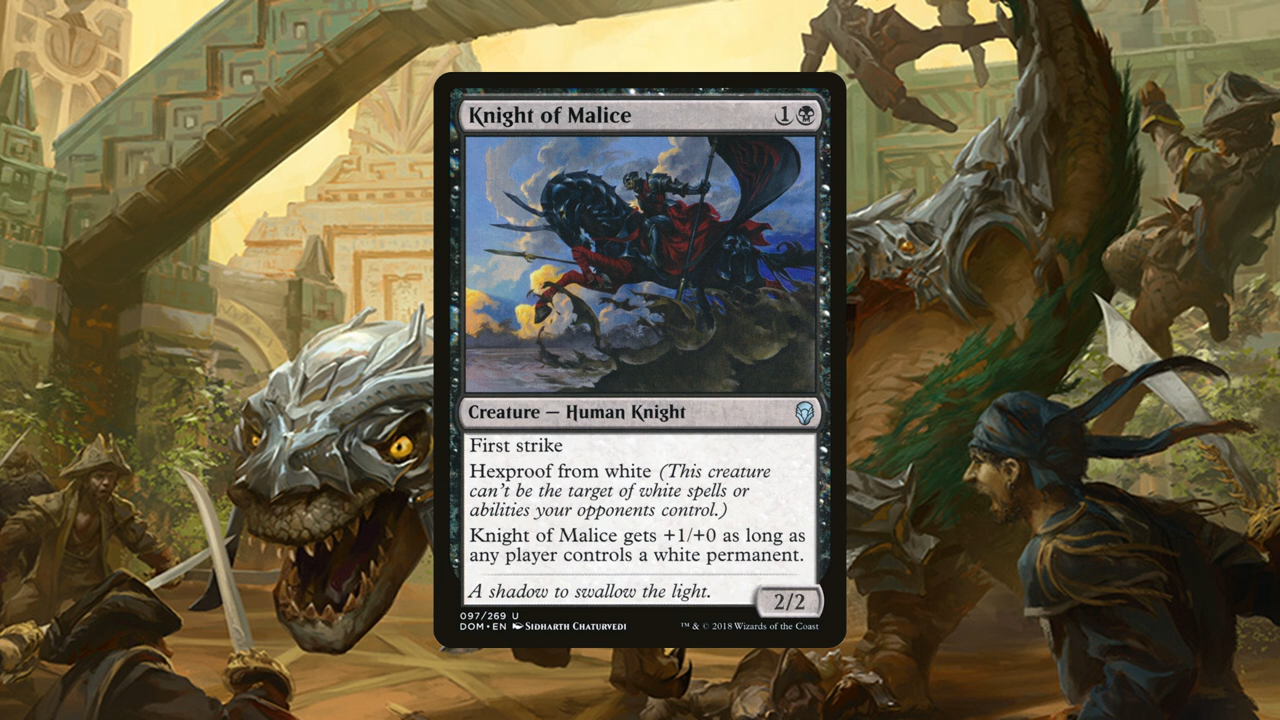 Knight of Malice 1
Creature — Human Knight
First strike
Hexproof from white (This creature
can't be the target of white spells or
abilities your opponents control.)
Knight of Malice gets +1/+0 as long as
any player controls a white permanent.
A shadow to swallow the light.
2/2
097/269 U
DOM • EN Sidharth Chaturvedi
™ & © 2018 Wizards of the Coast